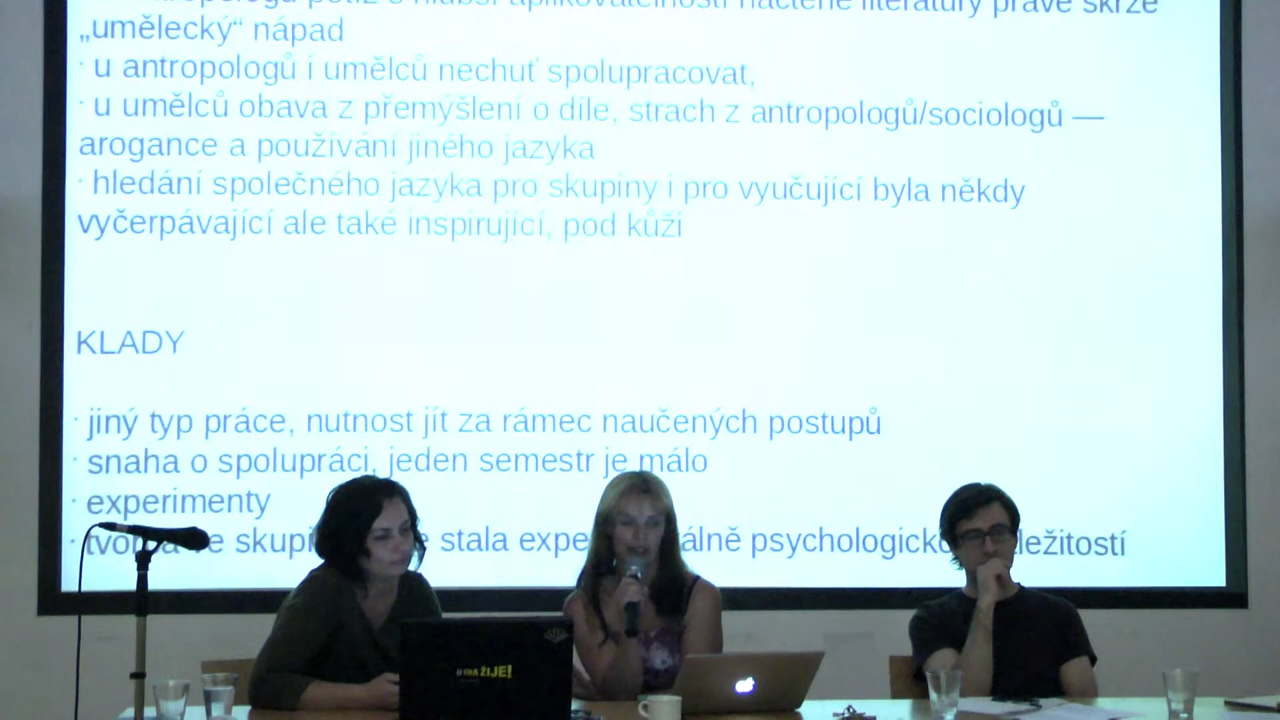 „umělecký“ nápad
· u antropologů i umělců nechuť spolupracovat,
· u umělců obava z přemýšlení o díle, strach z antropologů/sociologů —
arogance a používání jiného jazyka
· hledání společného jazyka pro skupiny i pro vyučující byla někdy
vyčerpávající ale také inspirující, pod kůži
KLADY
· jiný typ práce, nutnost jít za rámec naučených postupů
· snaha o spolupráci, jeden semestr je málo
· experimenty
stala psychologicko
ŽIJE!